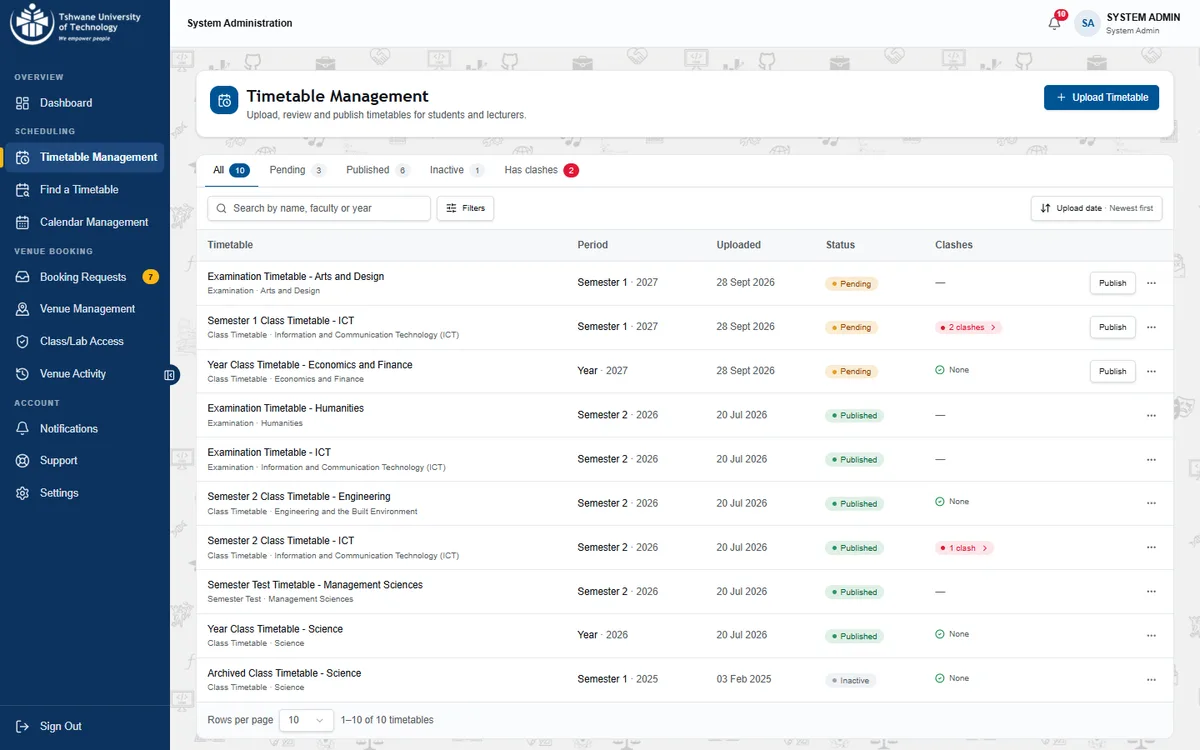 Tshwane University
of Technology
We empower people
System Administration
10
SA
SYSTEM ADMIN
System Admin
OVERVIEW
Dashboard
SCHEDULING
Timetable Management
Find a Timetable
Calendar Management
VENUE BOOKING
Booking Requests 7
Venue Management
Class/Lab Access
Venue Activity
ACCOUNT
Notifications
Support
Settings
Sign Out
Timetable Management
Upload, review and publish timetables for students and lecturers.
+ Upload Timetable
All 10 Pending 3 Published 6 Inactive 1 Has clashes 2
Search by name, faculty or year
Filters
Upload date · Newest first
Timetable Period Uploaded Status Clashes
Examination Timetable - Arts and Design
Examination · Arts and Design
Semester 1 · 2027 28 Sept 2026 Pending — Publish ···
Semester 1 Class Timetable - ICT
Class Timetable · Information and Communication Technology (ICT)
Semester 1 · 2027 28 Sept 2026 Pending 2 clashes > Publish ···
Year Class Timetable - Economics and Finance
Class Timetable · Economics and Finance
Year · 2027 28 Sept 2026 Pending None Publish ···
Examination Timetable - Humanities
Examination · Humanities
Semester 2 · 2026 20 Jul 2026 Published — ···
Examination Timetable - ICT
Examination · Information and Communication Technology (ICT)
Semester 2 · 2026 20 Jul 2026 Published — ···
Semester 2 Class Timetable - Engineering
Class Timetable · Engineering and the Built Environment
Semester 2 · 2026 20 Jul 2026 Published None ···
Semester 2 Class Timetable - ICT
Class Timetable · Information and Communication Technology (ICT)
Semester 2 · 2026 20 Jul 2026 Published 1 clash > ···
Semester Test Timetable - Management Sciences
Semester Test · Management Sciences
Semester 2 · 2026 20 Jul 2026 Published — ···
Year Class Timetable - Science
Class Timetable · Science
Year · 2026 20 Jul 2026 Published None ···
Archived Class Timetable - Science
Class Timetable · Science
Semester 1 · 2025 03 Feb 2025 Inactive None ···
Rows per page 10 1–10 of 10 timetables